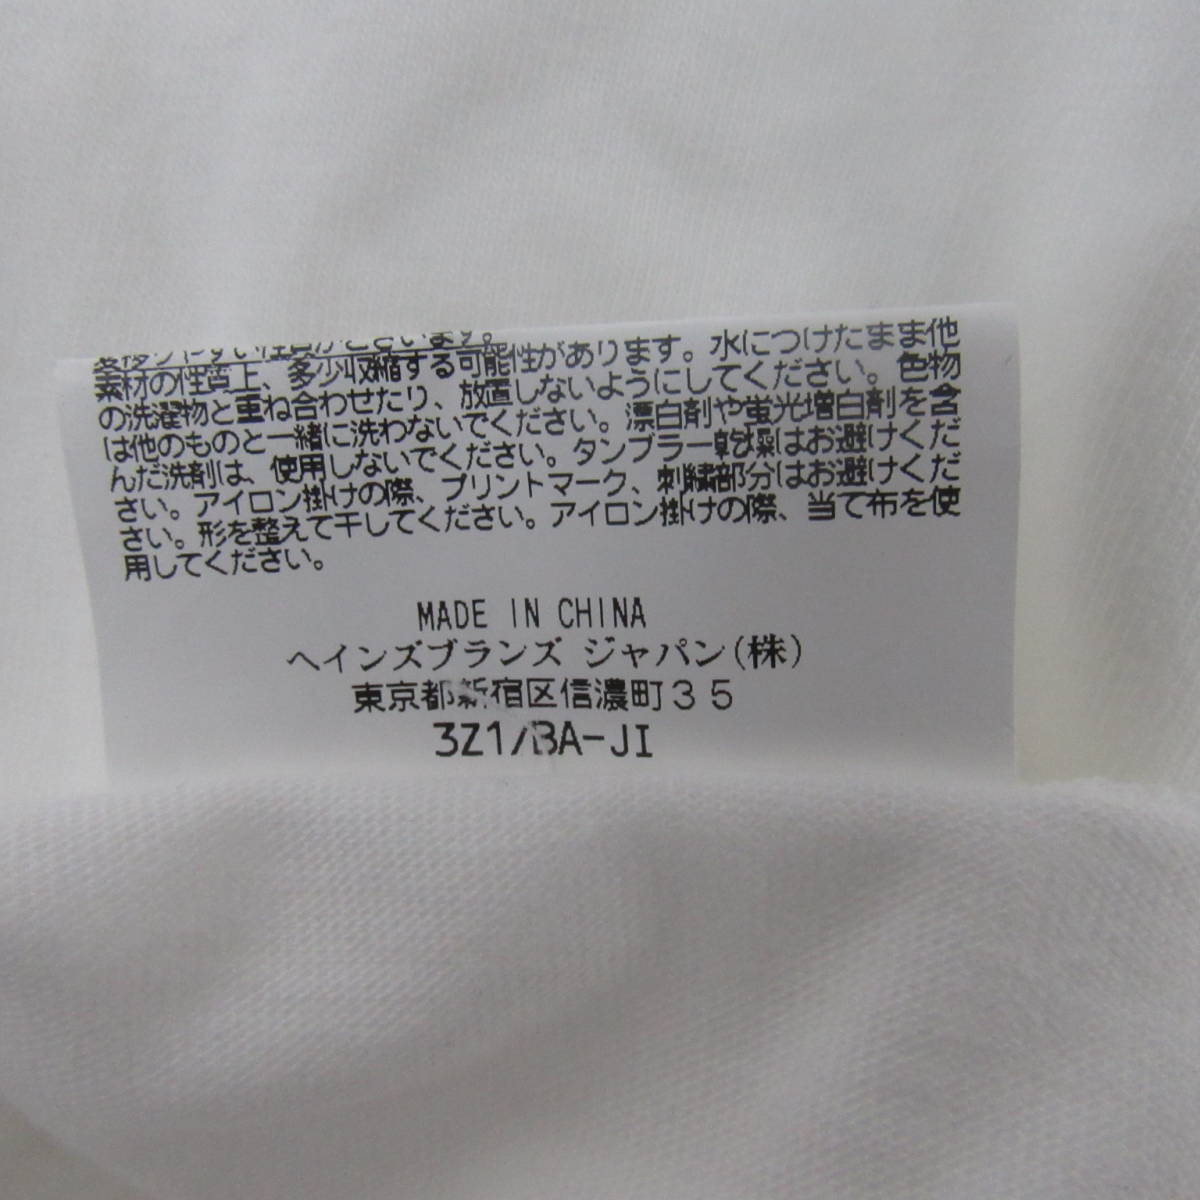 すい性質がございます。
素材の性質上、多少収縮する可能性があります。水につけたまま他
の洗濯物と重ね合わせたり、放置しないようにしてください。色物
は他のものと一緒に洗わないでください。漂白剤や蛍光増白剤を含
んだ洗剤は、使用しないでください。タンブラー乾燥はお避けくだ
さい。アイロン掛けの際、プリントマーク、刺繍部分はお避けくだ
さい。形を整えて干してください。アイロン掛けの際、当て布を使
用してください。
MADE IN CHINA
ヘインズブランズ ジャパン(株)
東京都新宿区信濃町35
3Z1/BA-JI